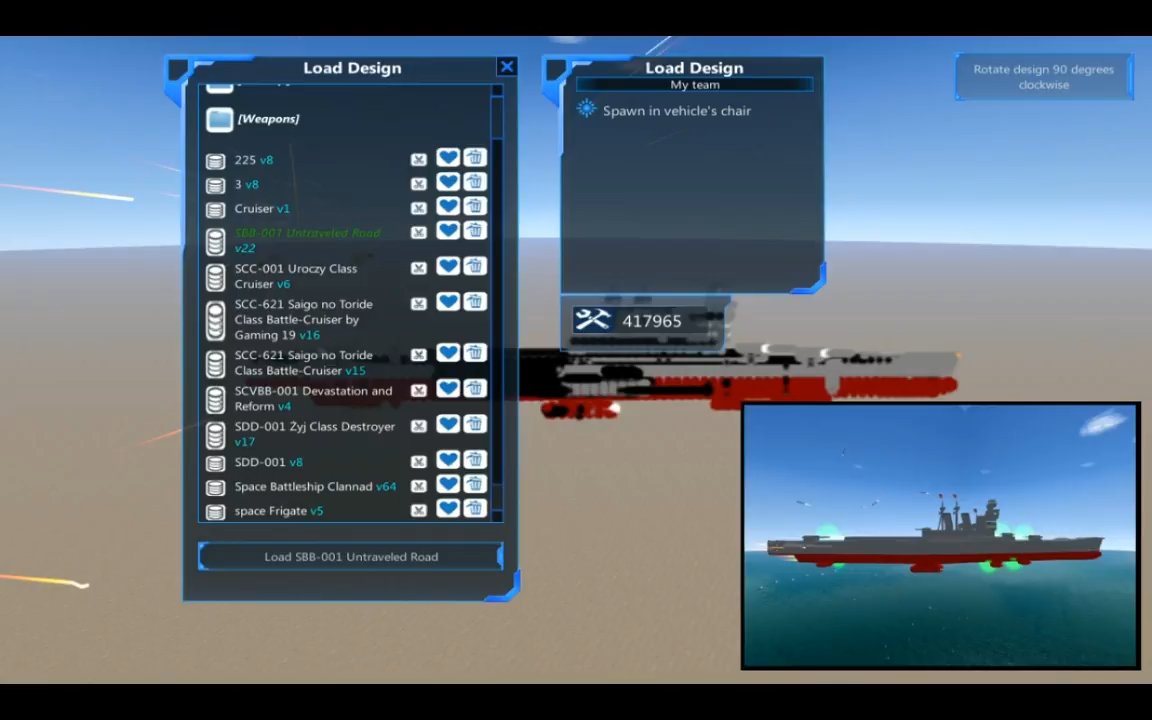 Load Design
[Weapons]
225 v8
3 v8
Cruiser v1
SBB-001 Untraveled Road
v22
SCC-001 Uroczy Class
Cruiser v6
SCC-621 Saigo no Toride
Class Battle-Cruiser by
Gaming 19 v16
SCC-621 Saigo no Toride
Class Battle-Cruiser v15
SCVBB-001 Devastation and
Reform v4
SDD-001 Żyj Class Destroyer
v17
SDD-001 v8
Space Battleship Clannad v64
space Frigate v5
Load SBB-001 Untraveled Road
Load Design
My team
Spawn in vehicle's chair
417965
Rotate design 90 degrees
clockwise